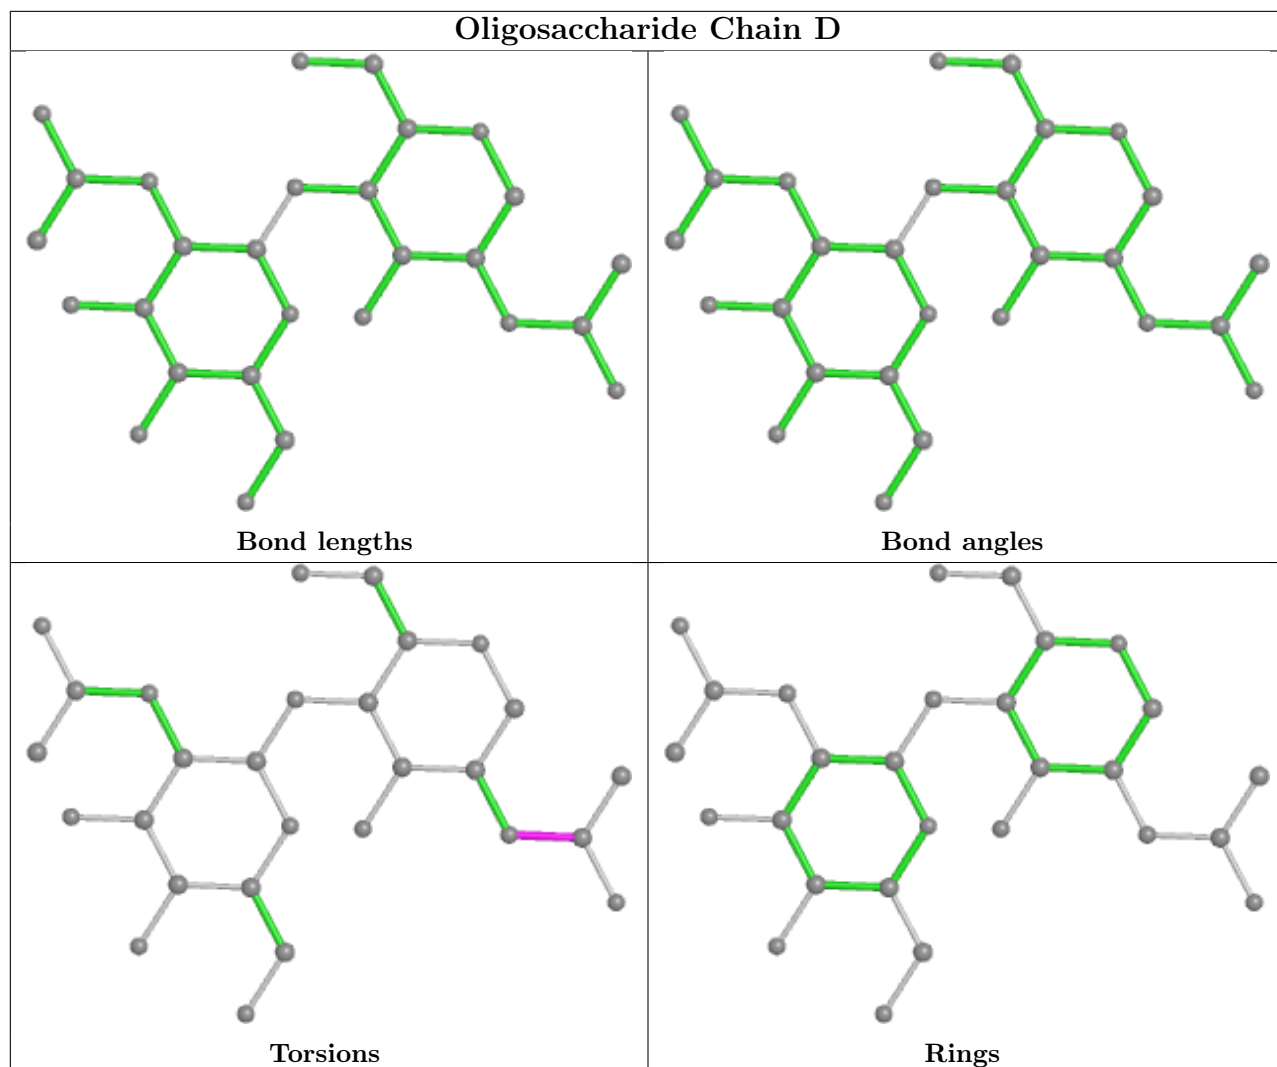 Oligosaccharide Chain D
Bond lengths
Bond angles
Torsions
Rings